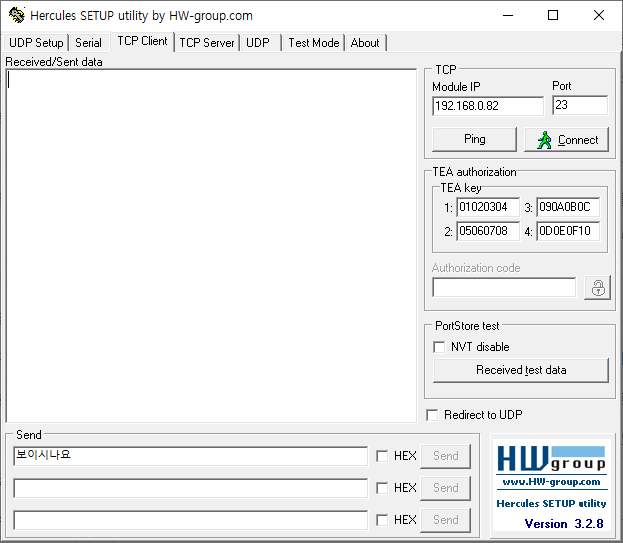 Hercules SETUP utility by HW-group.com
UDP Setup Serial TCP Client TCP Server UDP Test Mode About
Received/Sent data
TCP
Module IP Port
192.168.0.82 23
Ping Connect
TEA authorization
TEA key
1: 01020304 3: 090A0B0C
2: 05060708 4: 0D0E0F10
Authorization code
PortStore test
NVT disable
Received test data
Redirect to UDP
Send
보이시나요 HEX Send
HEX Send
HEX Send
HW group
www.HW-group.com
Hercules SETUP utility
Version 3.2.8